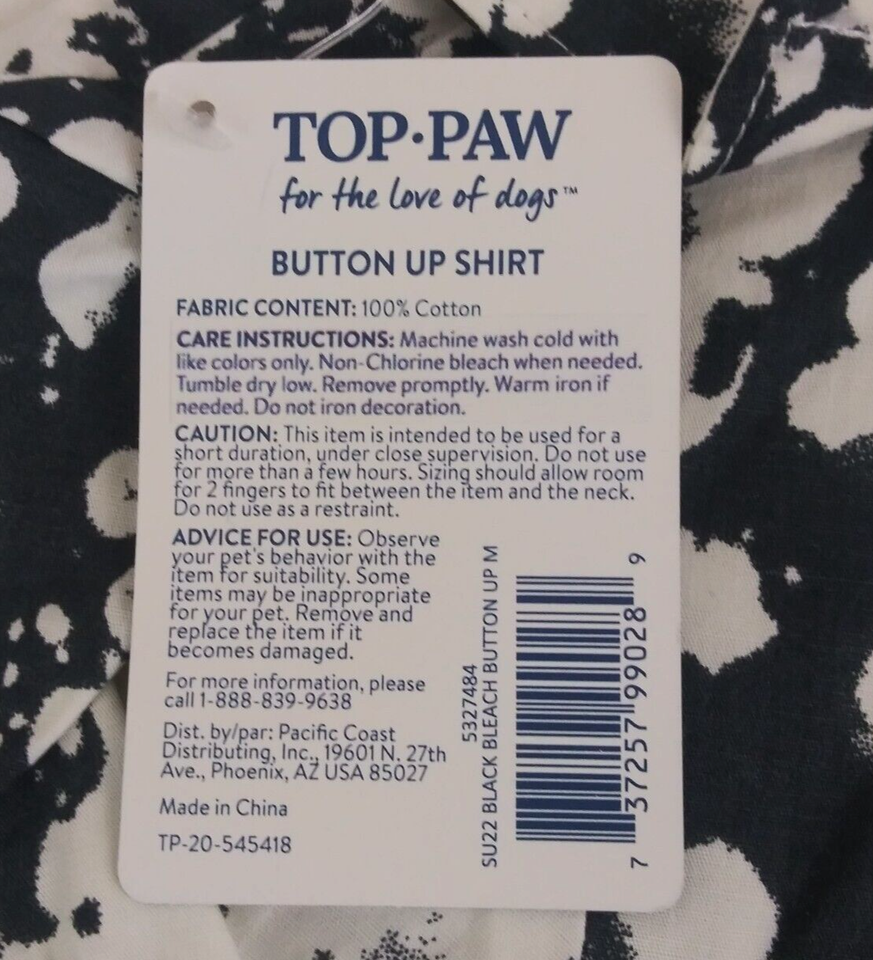 TOP·PAW
for the love of dogs™
BUTTON UP SHIRT
FABRIC CONTENT: 100% Cotton
CARE INSTRUCTIONS: Machine wash cold with
like colors only. Non-Chlorine bleach when needed.
Tumble dry low. Remove promptly. Warm iron if
needed. Do not iron decoration.
CAUTION: This item is intended to be used for a
short duration, under close supervision. Do not use
for more than a few hours. Sizing should allow room
for 2 fingers to fit between the item and the neck.
Do not use as a restraint.
ADVICE FOR USE: Observe
your pet's behavior with the
item for suitability. Some
items may be inappropriate
for your pet. Remove and
replace the item if it
becomes damaged.
For more information, please
call 1-888-839-9638
Dist. by/par: Pacific Coast
Distributing, Inc., 19601 N. 27th
Ave., Phoenix, AZ USA 85027
Made in China
TP-20-545418
5327484
SU22 BLACK BLEACH BUTTON UP M
7 37257 99028 9